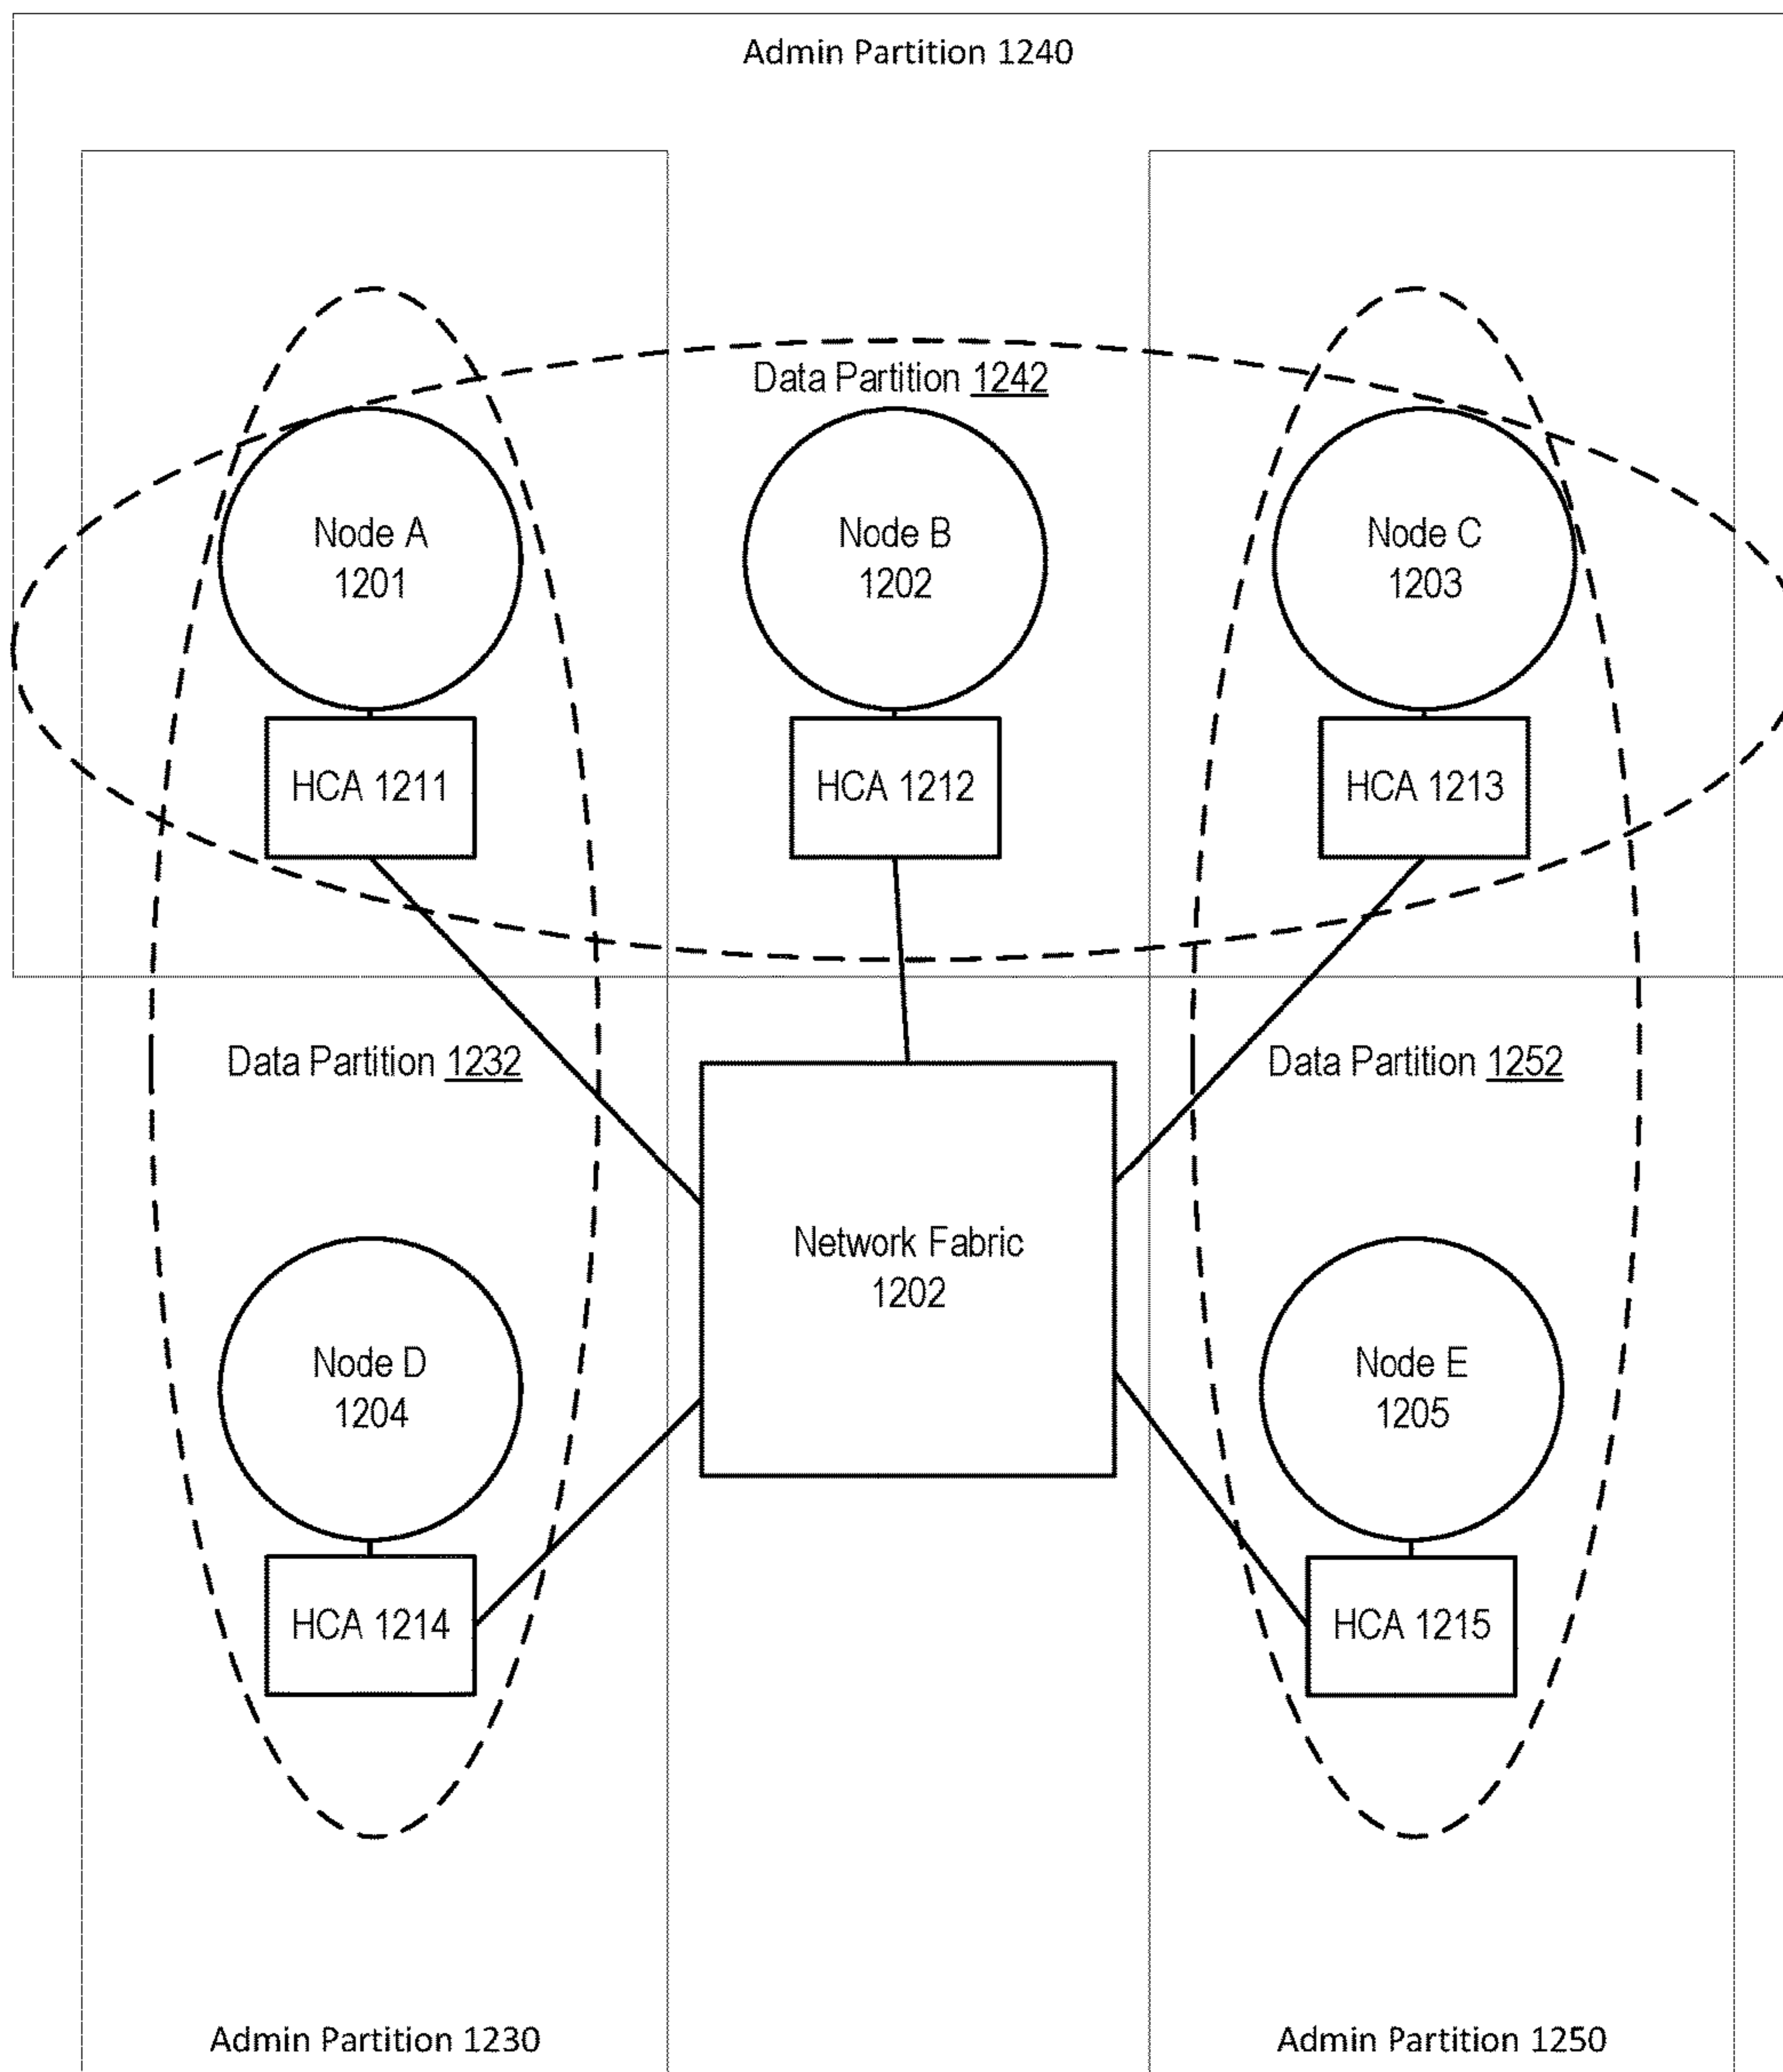 Admin Partition 1240
Data Partition 1242
Node A
1201
Node B
1202
Node C
1203
HCA 1211
HCA 1212
HCA 1213
Data Partition 1232
Data Partition 1252
Network Fabric
1202
Node D
1204
Node E
1205
HCA 1214
HCA 1215
Admin Partition 1230
Admin Partition 1250